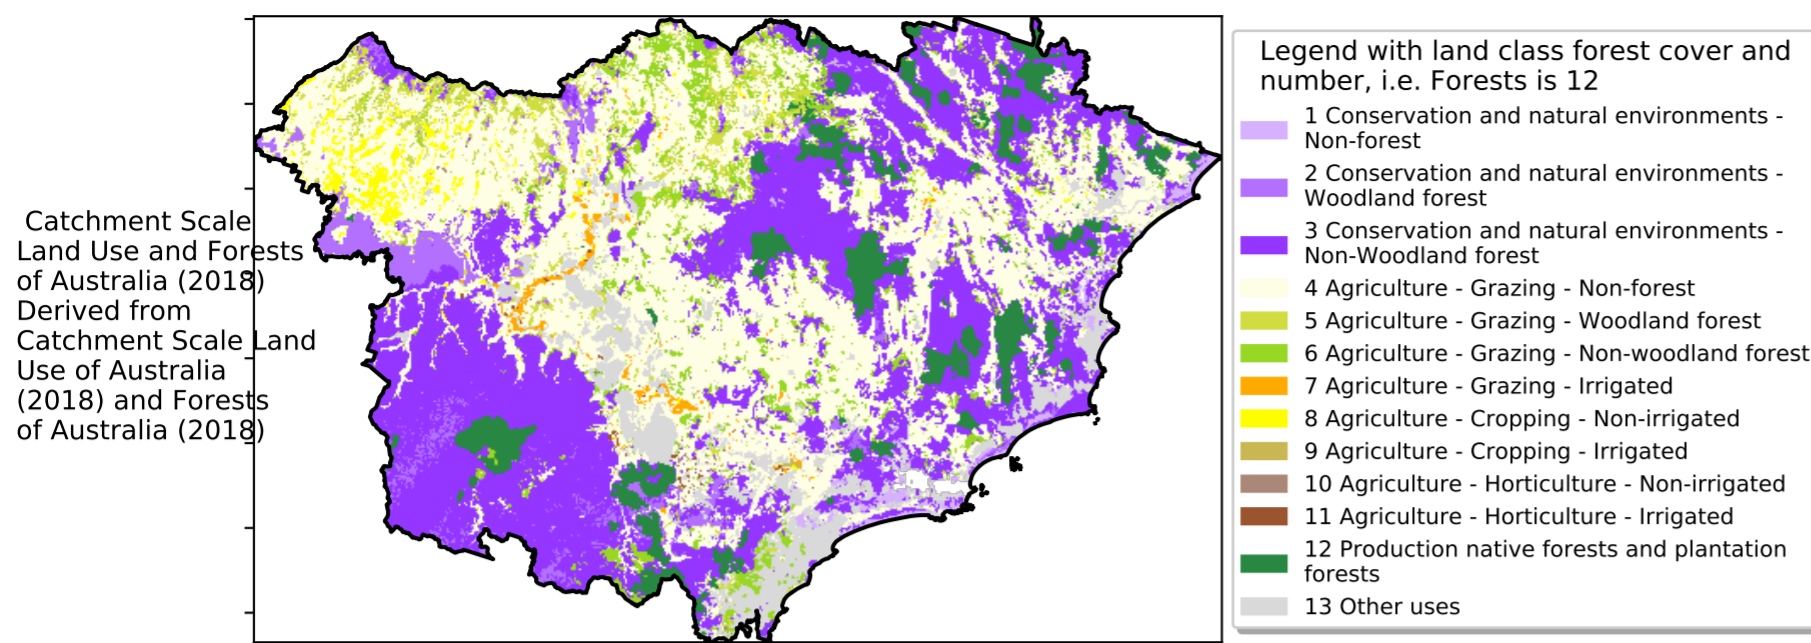 Catchment Scale
Land Use and Forests
of Australia (2018)
Derived from
Catchment Scale Land
Use of Australia
(2018) and Forests
of Australia (2018)
Legend with land class forest cover and
number, i.e. Forests is 12
1 Conservation and natural environments -
Non-forest
2 Conservation and natural environments -
Woodland forest
3 Conservation and natural environments -
Non-Woodland forest
4 Agriculture - Grazing - Non-forest
5 Agriculture - Grazing - Woodland forest
6 Agriculture - Grazing - Non-woodland forest
7 Agriculture - Grazing - Irrigated
8 Agriculture - Cropping - Non-irrigated
9 Agriculture - Cropping - Irrigated
10 Agriculture - Horticulture - Non-irrigated
11 Agriculture - Horticulture - Irrigated
12 Production native forests and plantation
forests
13 Other uses